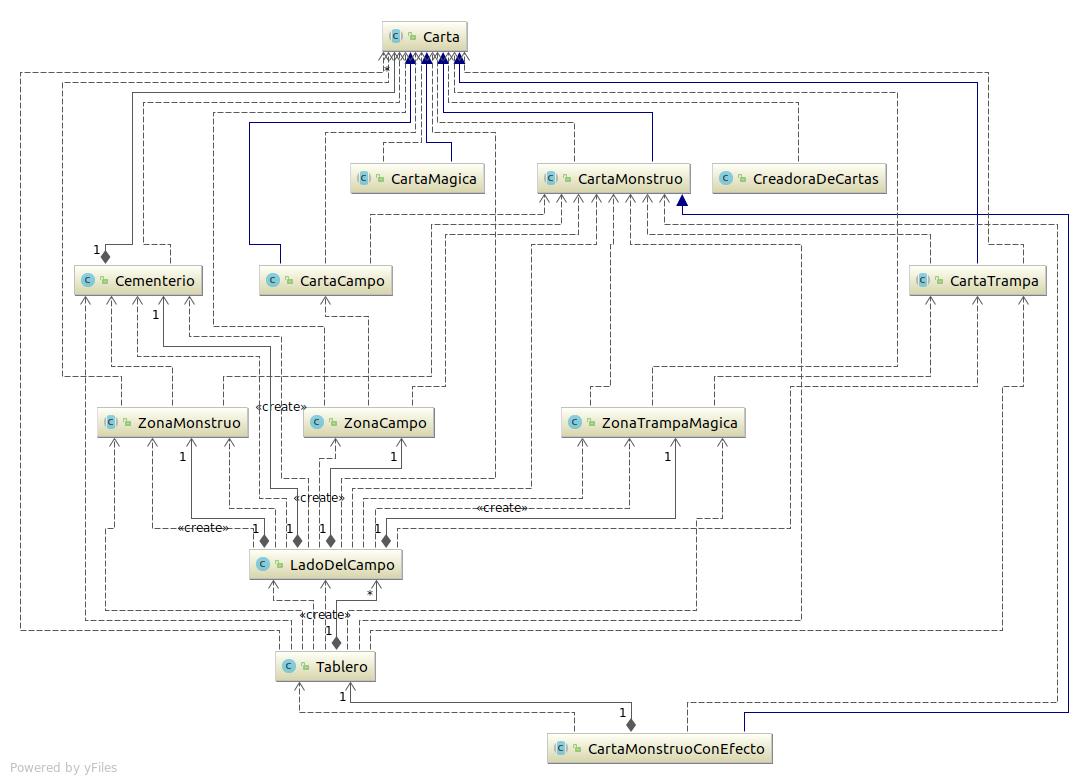 Carta
*
CartaMagica
CartaMonstruo
CreadoraDeCartas
1
Cementerio
CartaCampo
CartaTrampa
1
«create»
ZonaMonstruo
ZonaCampo
ZonaTrampaMagica
1
1
1
«create»
«create»
«create»
1
1
1
1
LadoDelCampo
*
«create»
1
Tablero
1
1
CartaMonstruoConEfecto
Powered by yFiles